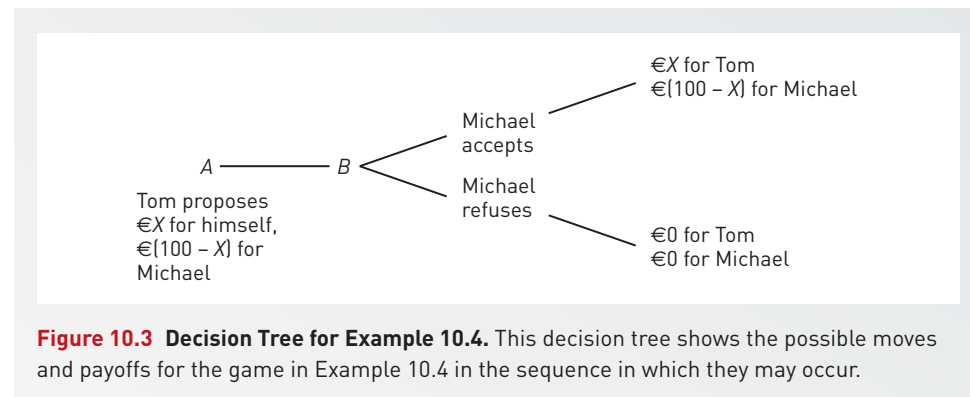 €X for Tom
€(100 – X) for Michael
Michael
accepts
A
B
Michael
refuses
Tom proposes
€X for himself,
€(100 – X) for
Michael
€0 for Tom
€0 for Michael
Figure 10.3 Decision Tree for Example 10.4. This decision tree shows the possible moves
and payoffs for the game in Example 10.4 in the sequence in which they may occur.